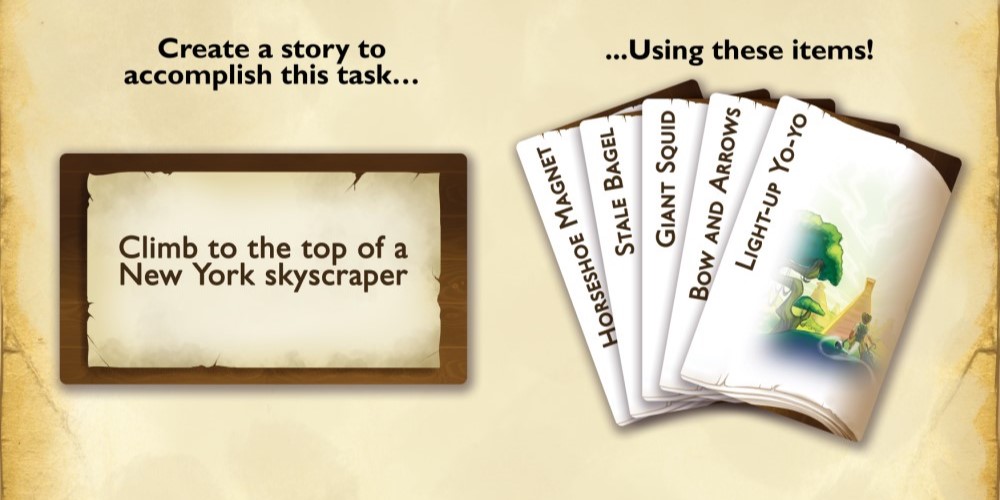 Create a story to
accomplish this task...
...Using these items!
Climb to the top of a
New York skyscraper
Horseshoe Magnet
Stale Bagel
Giant Squid
Bow and Arrows
Light-up Yo-Yo